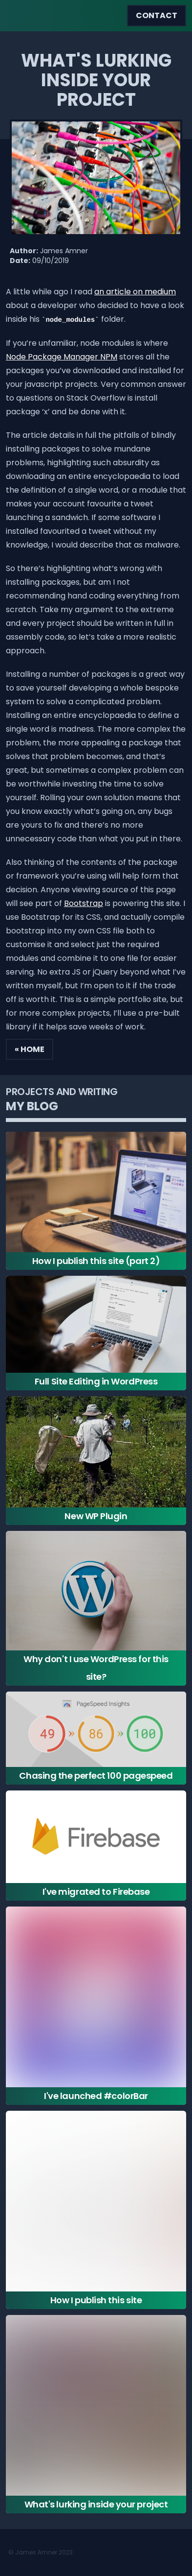 CONTACT
WHAT'S LURKING
INSIDE YOUR
PROJECT
Author: James Amner
Date: 09/10/2019
A little while ago I read an article on medium
about a developer who decided to have a look
inside his `node_modules` folder.
If you’re unfamiliar, node modules is where
Node Package Manager NPM stores all the
packages you’ve downloaded and installed for
your javascript projects. Very common answer
to questions on Stack Overflow is just install
package ‘x’ and be done with it.
The article details in full the pitfalls of blindly
installing packages to solve mundane
problems, highlighting such absurdity as
downloading an entire encyclopaedia to load
the definition of a single word, or a module that
makes your account favourite a tweet
launching a sandwich. If some software I
installed favourited a tweet without my
knowledge, I would describe that as malware.
So there’s highlighting what’s wrong with
installing packages, but am I not
recommending hand coding everything from
scratch. Take my argument to the extreme
and every project should be written in full in
assembly code, so let’s take a more realistic
approach.
Installing a number of packages is a great way
to save yourself developing a whole bespoke
system to solve a complicated problem.
Installing an entire encyclopedia to define a
single word is madness. The more complex the
problem, the more appealing a package that
solves that problem becomes, and that’s
great, but sometimes a complex problem can
be worthwhile investing the time to solve
yourself. Rolling your own solution means that
you know exactly what’s going on, any bugs
are yours to fix and there’s no more
unnecessary code than what you put in there.
Also thinking of the contents of the package
or framework you’re using will help form that
decision. Anyone viewing source of this page
will see part of Bootstrap is powering this site. I
use Bootstrap for its CSS, and actually compile
bootstrap into my own CSS file both to
customise it and select just the required
modules and combine it to one file for easier
serving. No extra JS or jQuery beyond what I’ve
written myself, but I’m open to it if the trade
off is worth it. This is a simple portfolio site, but
for more complex projects, I’ll use a pre-built
library if it helps save weeks of work.
« HOME
PROJECTS AND WRITING
MY BLOG
How I publish this site (part 2)
Full Site Editing in WordPress
New WP Plugin
Why don't I use WordPress for this
site?
PageSpeed Insights
49 » 86 » 100
Chasing the perfect 100 pagespeed
Firebase
I've migrated to Firebase
I've launched #colorBar
How I publish this site
What's lurking inside your project
© James Amner 2022